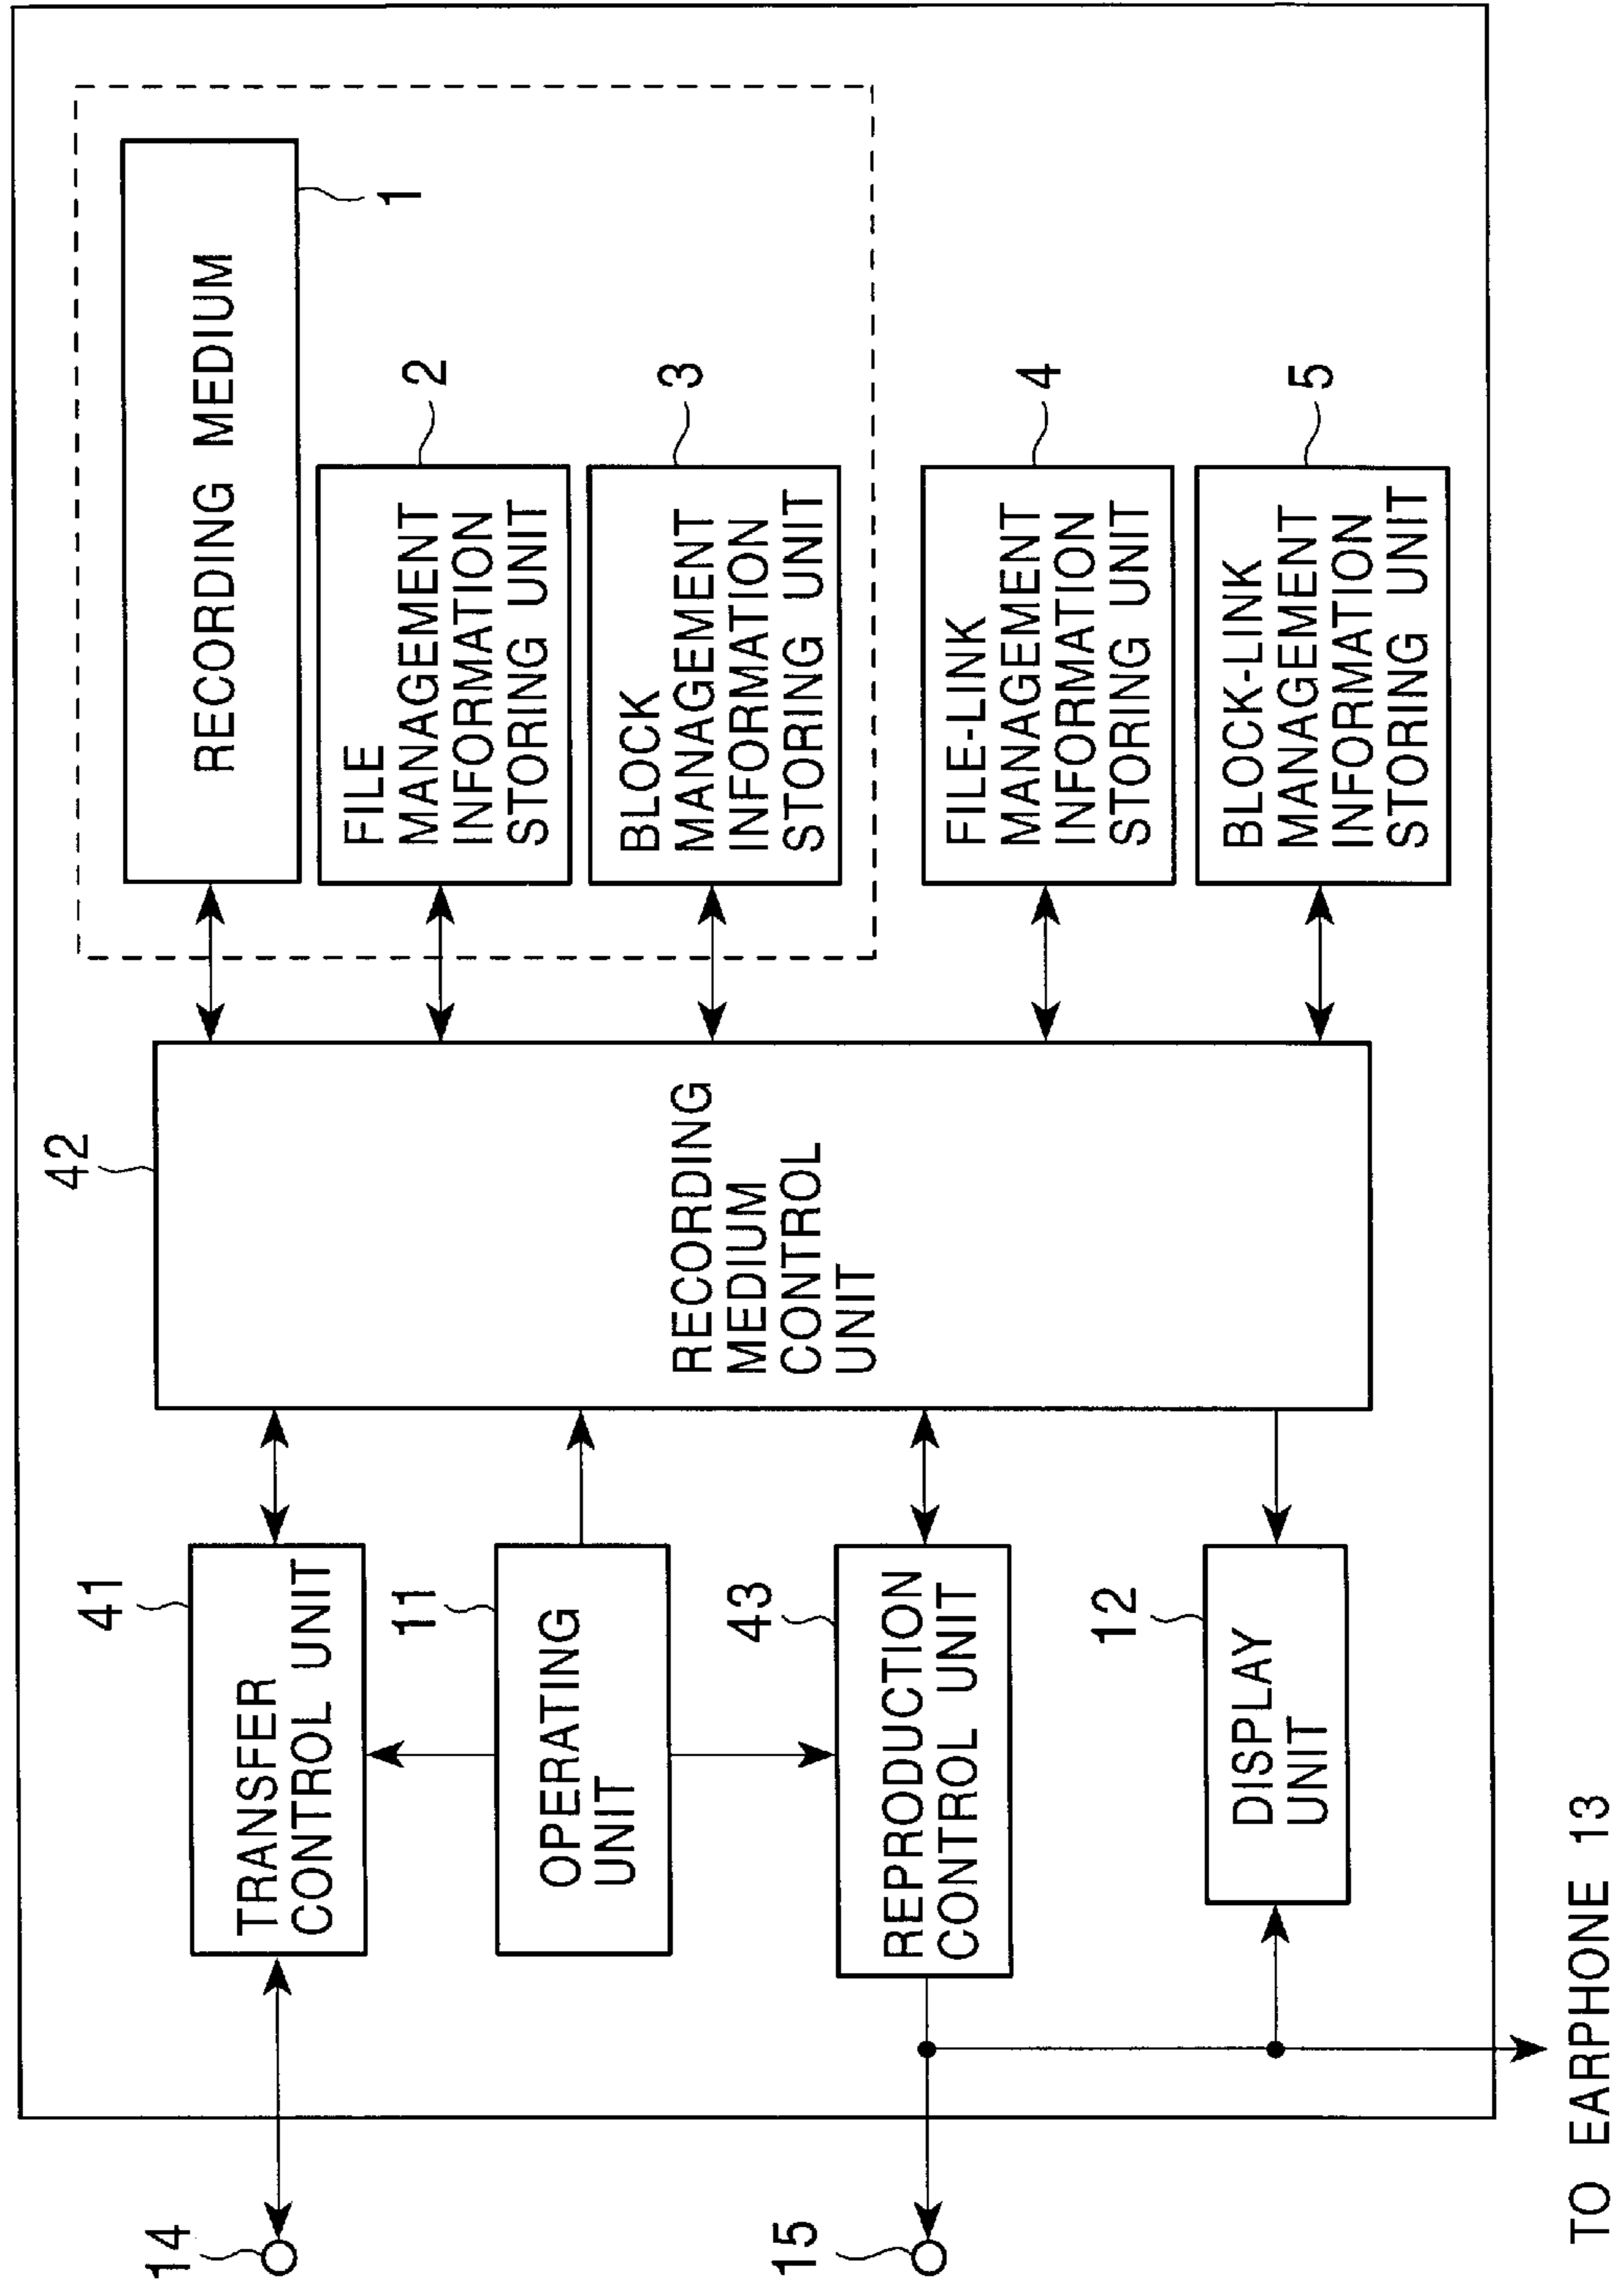 14
41
TRANSFER
CONTROL UNIT
11
OPERATING
UNIT
15
43
REPRODUCTION
CONTROL UNIT
12
DISPLAY
UNIT
TO EARPHONE 13
42
RECORDING
MEDIUM
CONTROL
UNIT
RECORDING MEDIUM
1
FILE
MANAGEMENT
INFORMATION
STORING UNIT
2
BLOCK
MANAGEMENT
INFORMATION
STORING UNIT
3
FILE-LINK
MANAGEMENT
INFORMATION
STORING UNIT
4
BLOCK-LINK
MANAGEMENT
INFORMATION
STORING UNIT
5